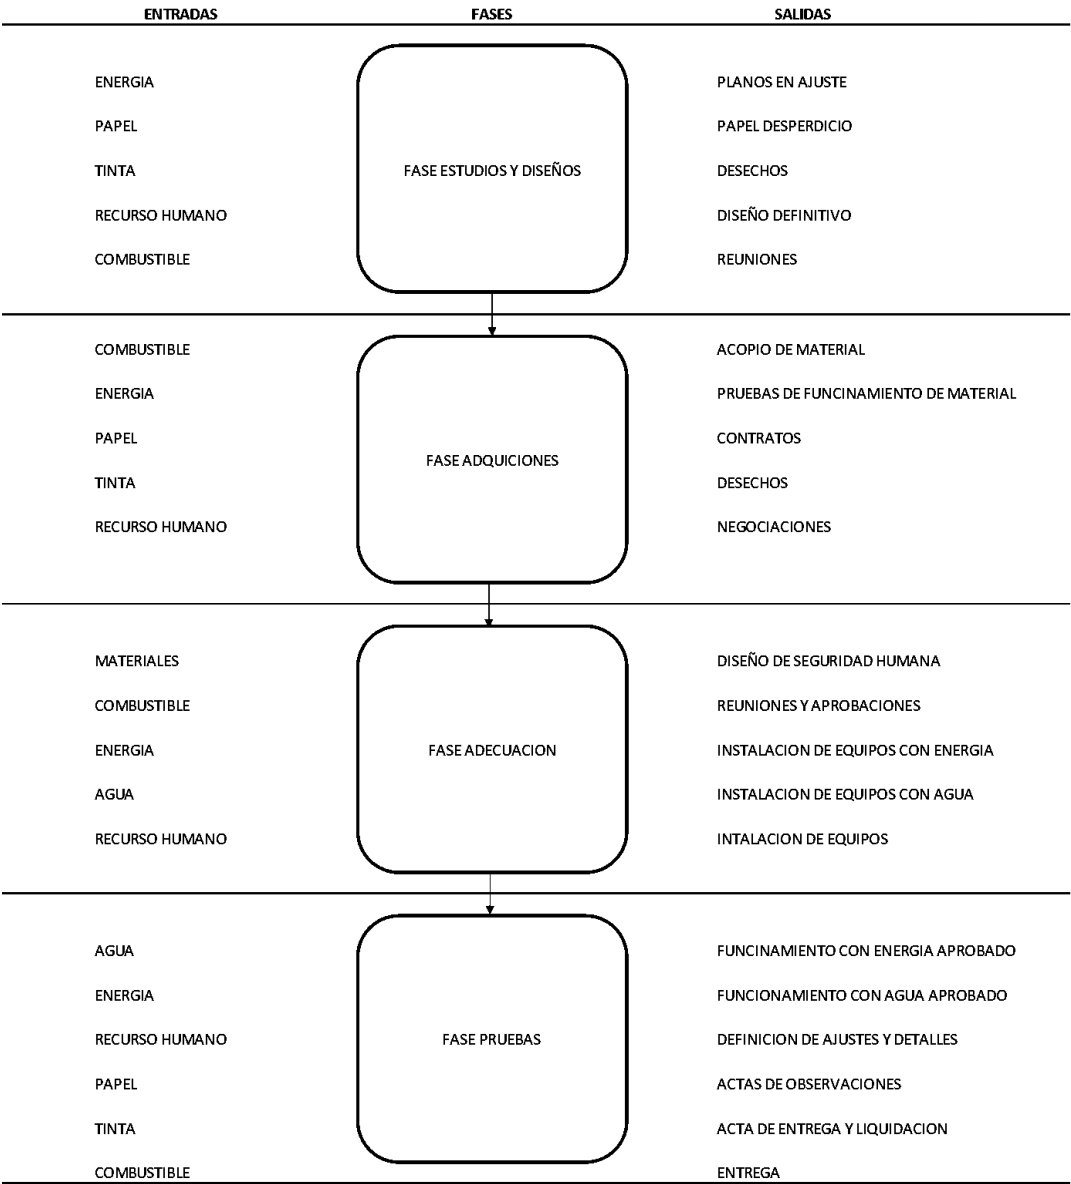 ENTRADAS FASES SALIDAS
ENERGIA PLANOS EN AJUSTE
PAPEL PAPEL DESPERDICIO
TINTA FASE ESTUDIOS Y DISEÑOS DESECHOS
RECURSO HUMANO DISEÑO DEFINITIVO
COMBUSTIBLE REUNIONES
COMBUSTIBLE ACOPIO DE MATERIAL
ENERGIA PRUEBAS DE FUNCINAMIENTO DE MATERIAL
PAPEL CONTRATOS
FASE ADQUICIONES
TINTA DESECHOS
RECURSO HUMANO NEGOCIACIONES
MATERIALES DISEÑO DE SEGURIDAD HUMANA
COMBUSTIBLE REUNIONES Y APROBACIONES
ENERGIA FASE ADECUACION INSTALACION DE EQUIPOS CON ENERGIA
AGUA INSTALACION DE EQUIPOS CON AGUA
RECURSO HUMANO INTALACION DE EQUIPOS
AGUA FUNCINAMIENTO CON ENERGIA APROBADO
ENERGIA FUNCIONAMIENTO CON AGUA APROBADO
RECURSO HUMANO FASE PRUEBAS DEFINICION DE AJUSTES Y DETALLES
PAPEL ACTAS DE OBSERVACIONES
TINTA ACTA DE ENTREGA Y LIQUIDACION
COMBUSTIBLE ENTREGA